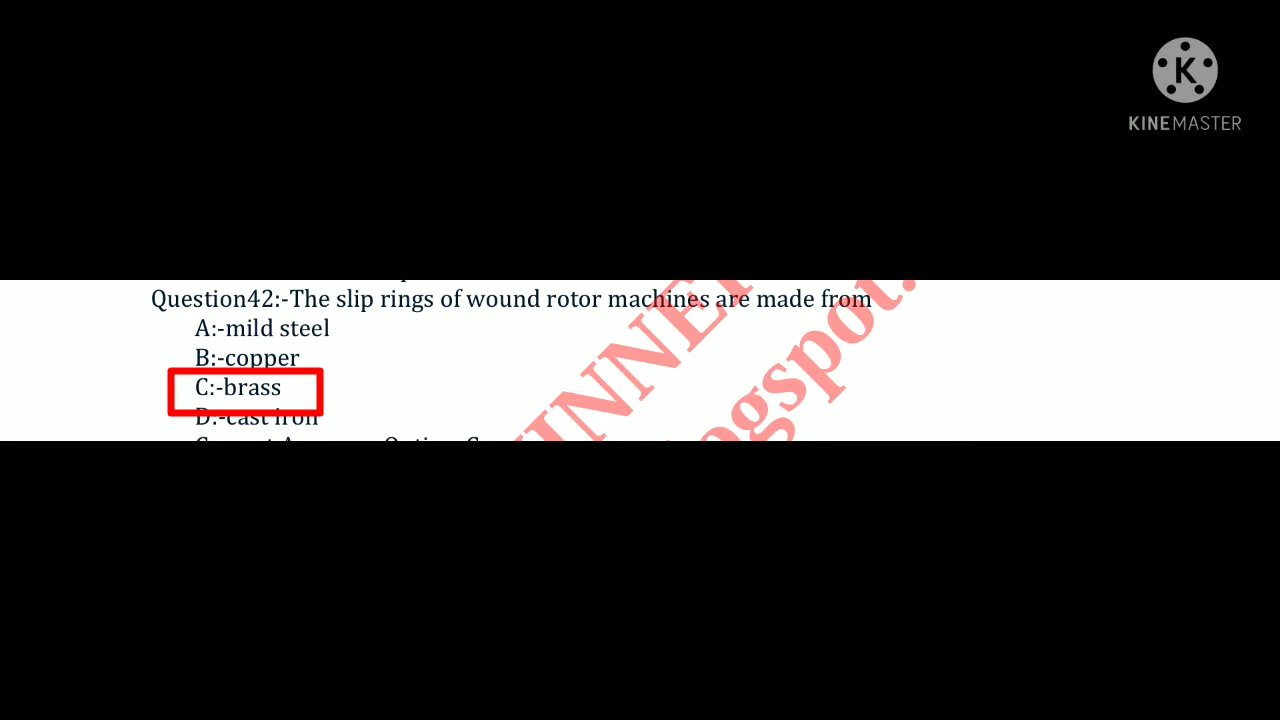 KINEMASTER
Question42:-The slip rings of wound rotor machines are made from
A:-mild steel
B:-copper
C:-brass
D:-cast iron